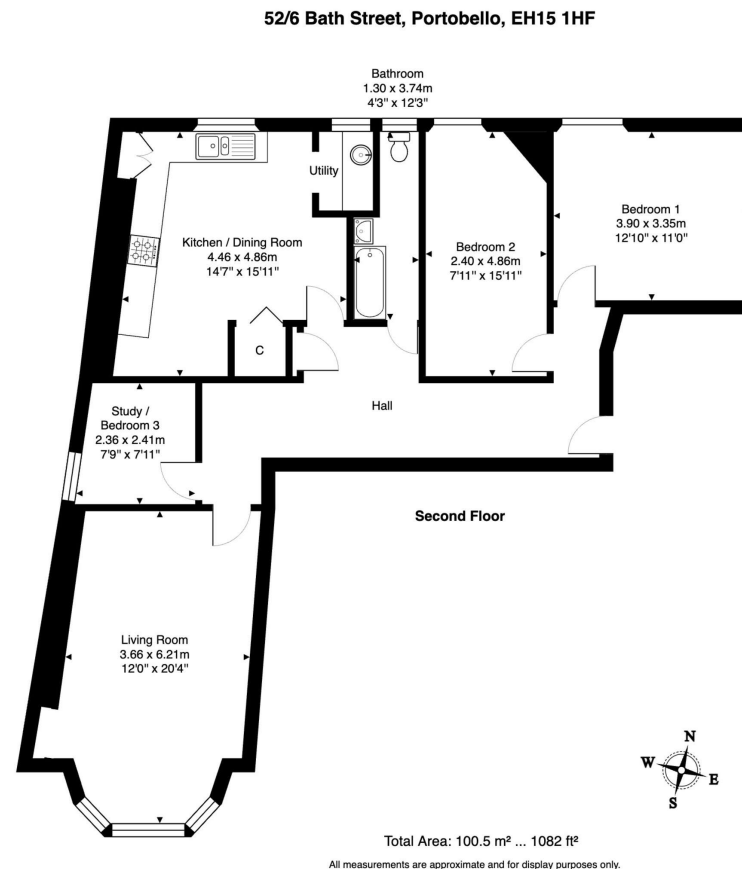 52/6 Bath Street, Portobello, EH15 1HF
Bathroom
1.30 x 3.74m
4'3" x 12'3"
Utility
Kitchen / Dining Room
4.46 x 4.86m
14'7" x 15'11"
Bedroom 2
2.40 x 4.86m
7'11" x 15'11"
Bedroom 1
3.90 x 3.35m
12'10" x 11'0"
C
Hall
Study /
Bedroom 3
2.36 x 2.41m
7'9" x 7'11"
Second Floor
Living Room
3.66 x 6.21m
12'0" x 20'4"
N
W
E
S
Total Area: 100.5 m² ... 1082 ft²
All measurements are approximate and for display purposes only.